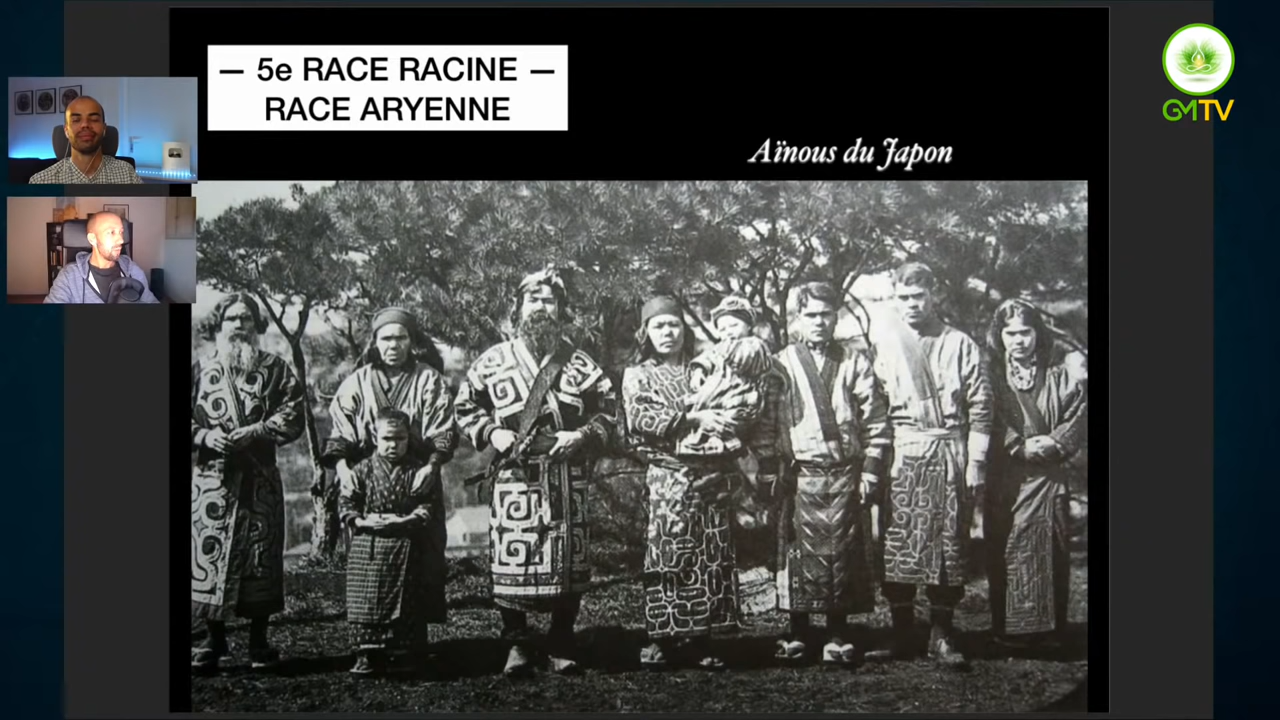 — 5e RACE RACINE —
RACE ARYENNE
Aïnous du Japon
GMTV